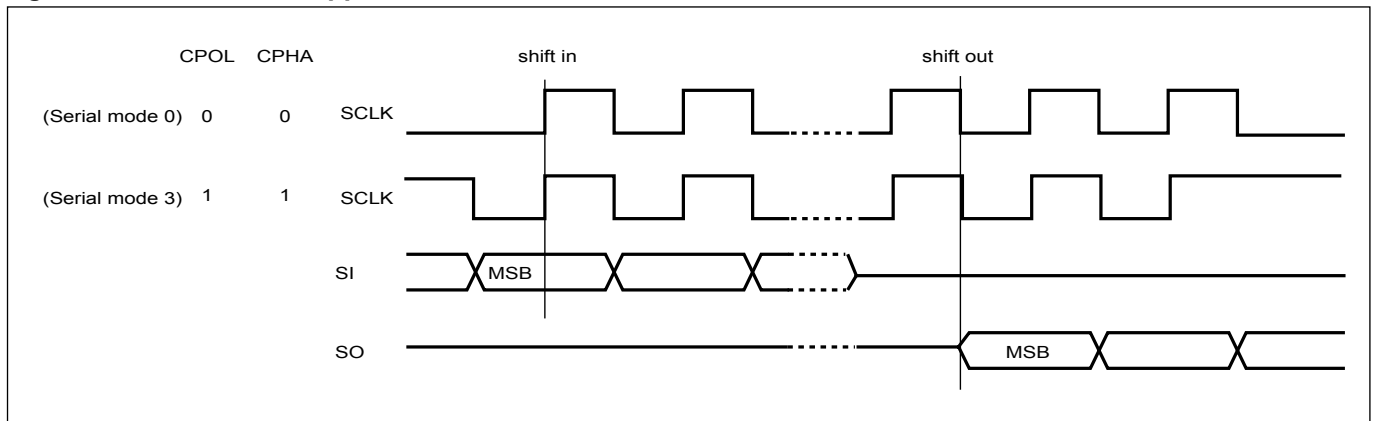 CPOL CPHA shift in shift out
(Serial mode 0) 0 0 SCLK
(Serial mode 3) 1 1 SCLK
SI MSB
SO MSB